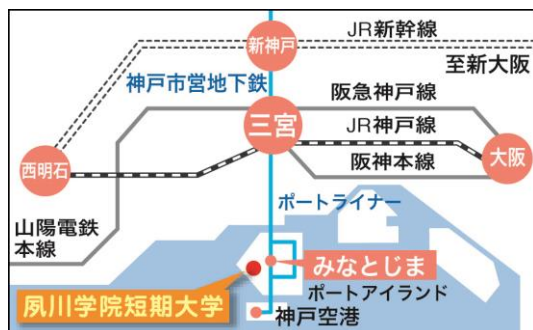 JR新幹線
新神戸
至新大阪
神戸市営地下鉄
阪急神戸線
三宮
JR神戸線
大阪
西明石
阪神本線
ポートライナー
山陽電鉄
本線
みなとじま
ポートアイランド
夙川学院短期大学
神戸空港